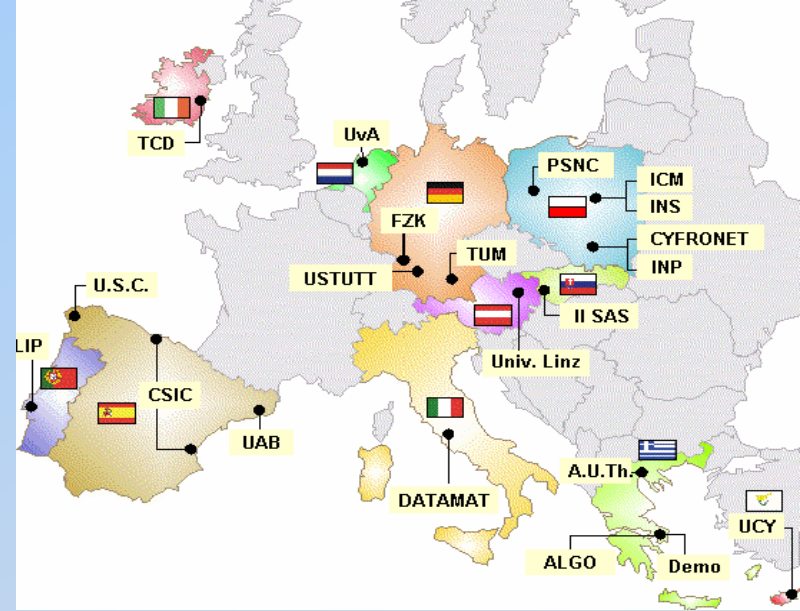 TCD
UvA
PSNC
ICM
INS
FZK
CYFRONET
TUM
INP
USTUTT
U.S.C.
II SAS
LIP
Univ. Linz
CSIC
UAB
A.U.Th.
DATAMAT
UCY
ALGO
Demo